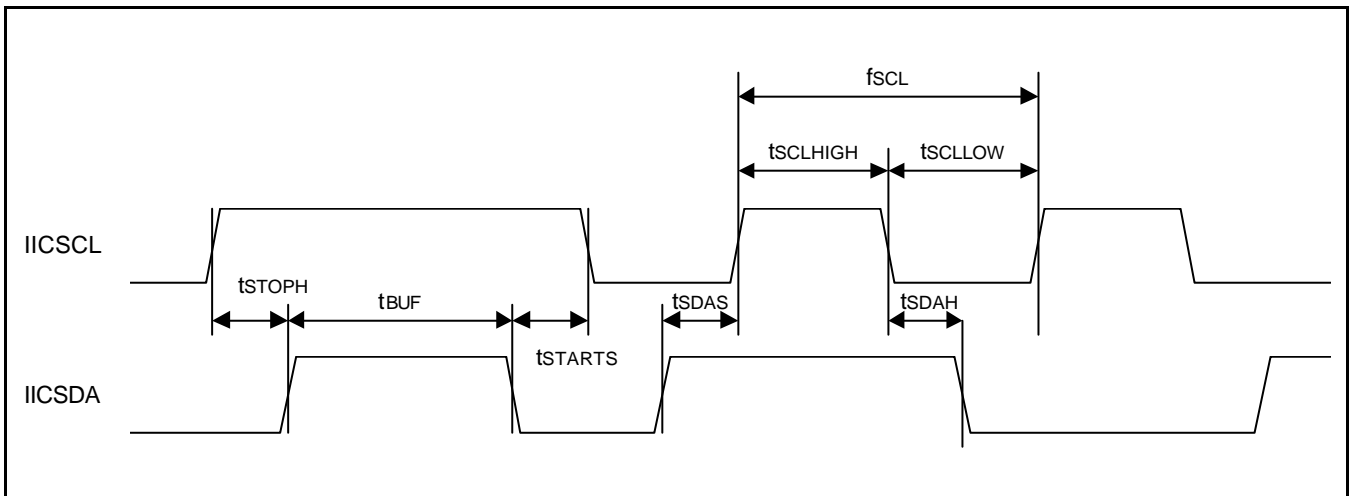 fSCL
tSCLHIGH
tSCLLOW
IICSCL
tSTOPH
tBUF
tSDAS
tSDAH
tSTARTS
IICSDA